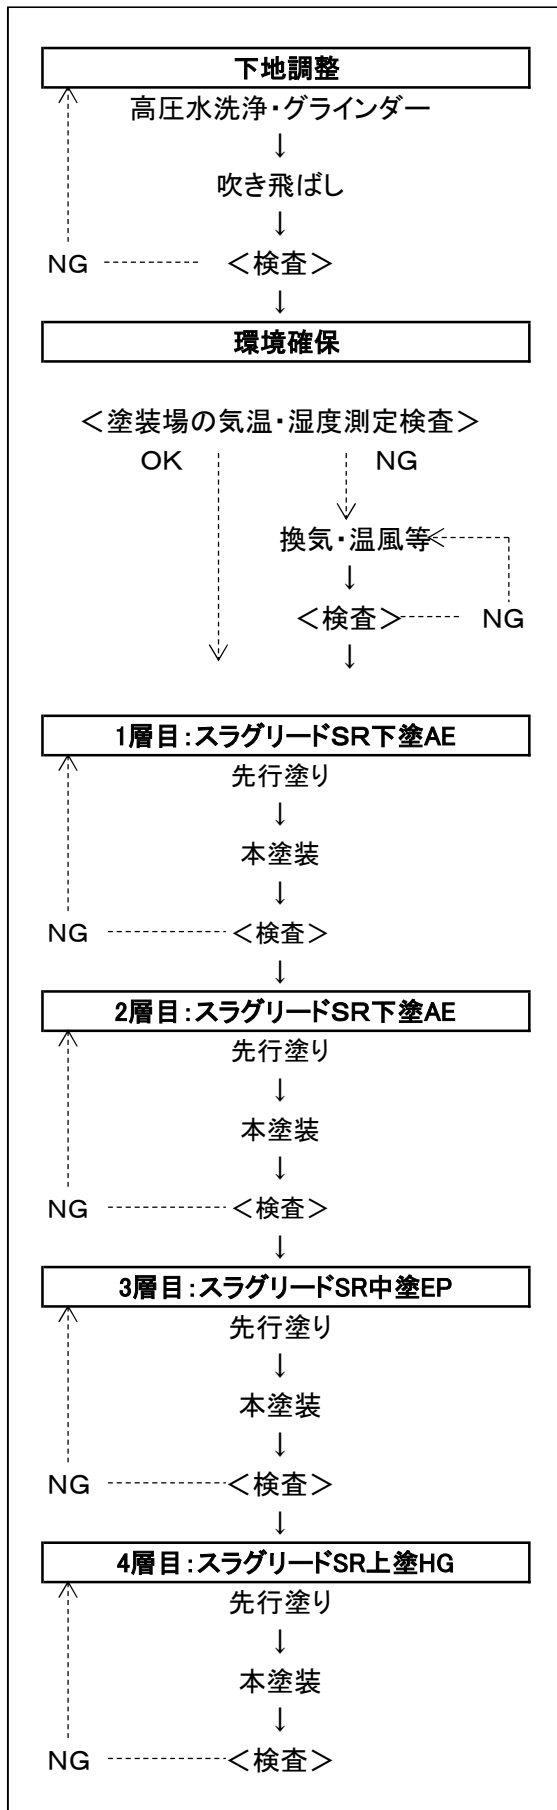 下地調整
高圧水洗浄・グラインダー
↓
吹き飛ばし
↓
NG <検査>
↓
環境確保
<塗装場の気温・湿度測定検査>
OK NG
換気・温風等
↓
<検査> NG
↓
1層目：スラグリードSR下塗AE
先行塗り
↓
本塗装
↓
NG <検査>
↓
2層目：スラグリードSR下塗AE
先行塗り
↓
本塗装
↓
NG <検査>
↓
3層目：スラグリードSR中塗EP
先行塗り
↓
本塗装
↓
NG <検査>
↓
4層目：スラグリードSR上塗HG
先行塗り
↓
本塗装
↓
NG <検査>